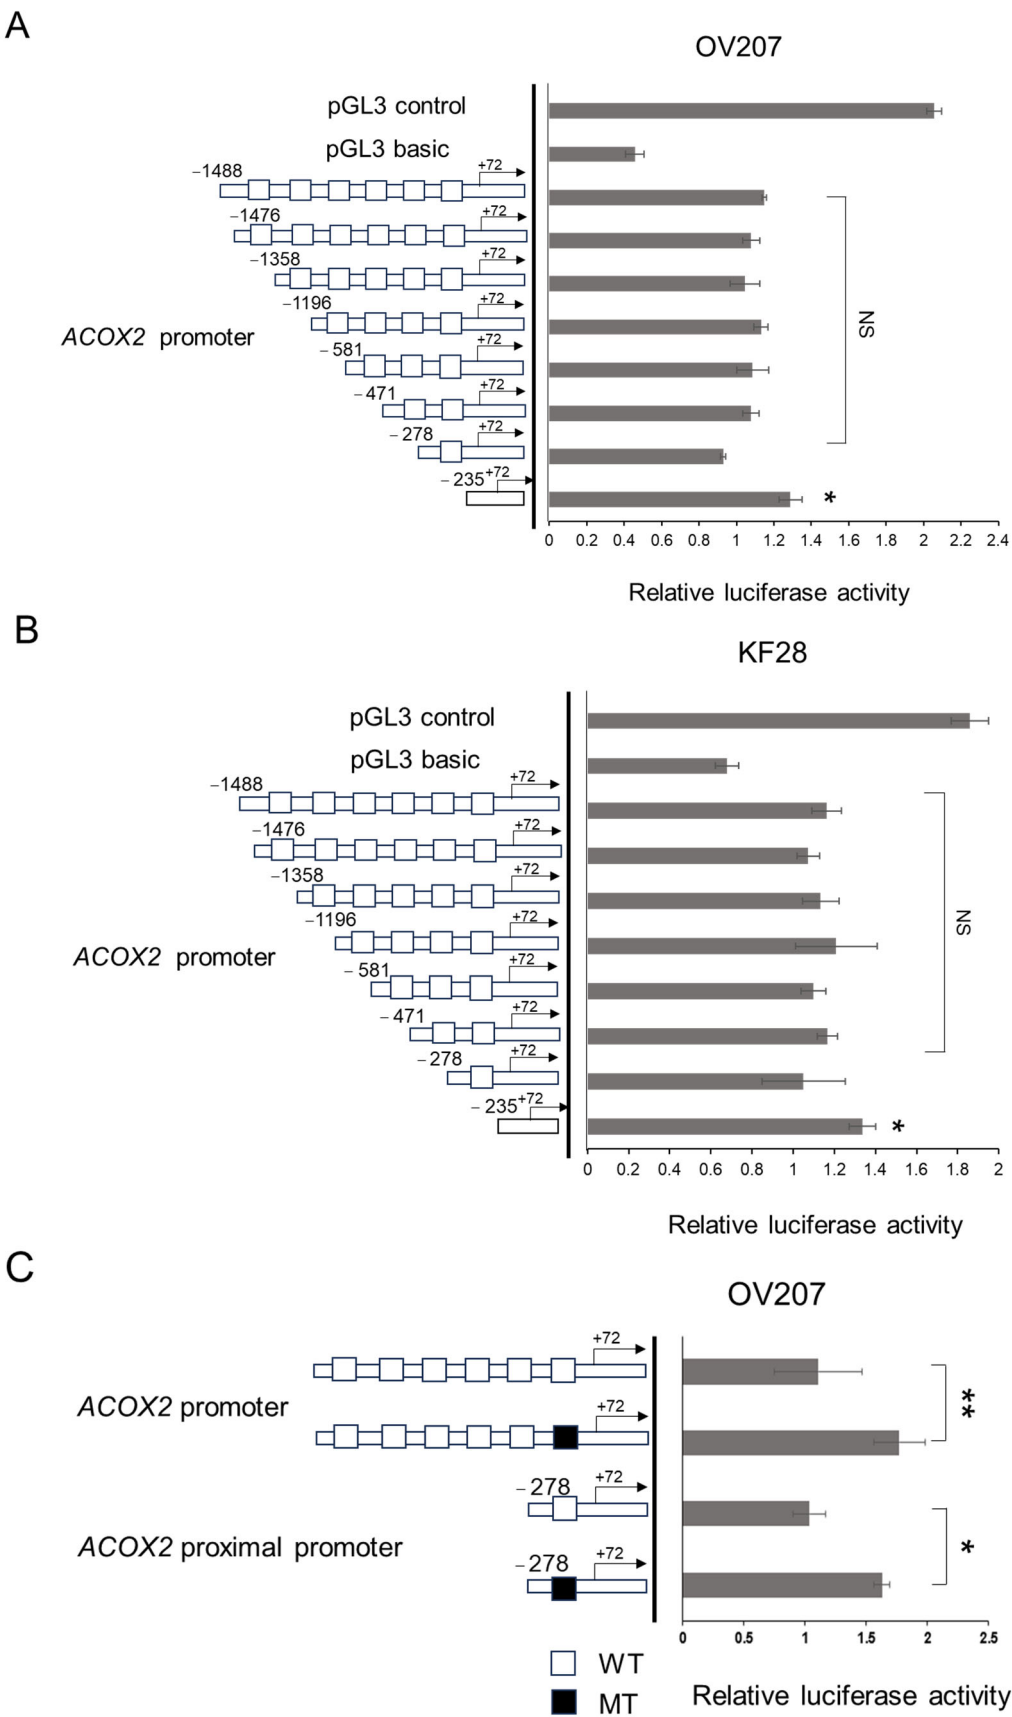 A
OV207
pGL3 control
pGL3 basic
−1488
+72
−1476
+72
−1358
+72
−1196
+72
ACOX2 promoter
− 581
+72
− 471
+72
− 278
+72
− 235
+72
NS
*
0 0.2 0.4 0.6 0.8 1 1.2 1.4 1.6 1.8 2 2.2 2.4
Relative luciferase activity
B
KF28
pGL3 control
pGL3 basic
−1488
+72
−1476
+72
−1358
+72
−1196
+72
ACOX2 promoter
− 581
+72
− 471
+72
− 278
+72
− 235
+72
NS
*
0 0.2 0.4 0.6 0.8 1 1.2 1.4 1.6 1.8 2
Relative luciferase activity
C
OV207
+72
ACOX2 promoter
+72
**
− 278
+72
ACOX2 proximal promoter
− 278
+72
*
0 0.5 1 1.5 2 2.5
WT
MT
Relative luciferase activity